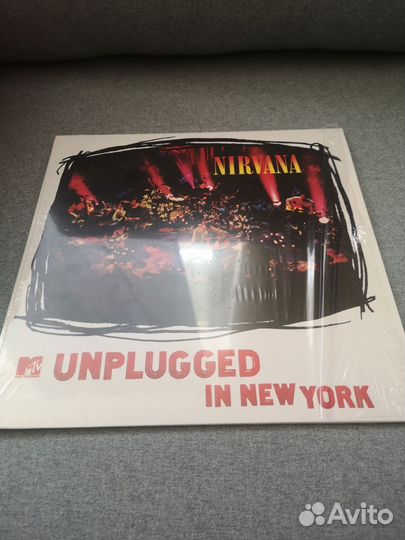 NIRVANA
MTV UNPLUGGED
IN NEW YORK
Avito